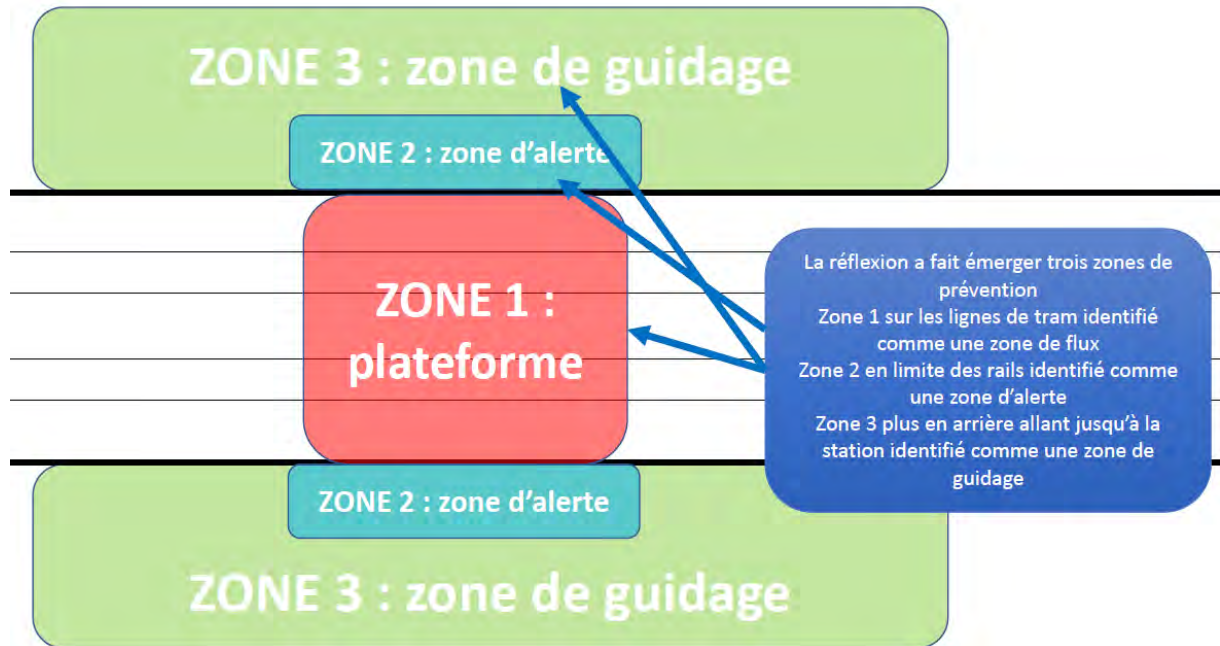 ZONE 3 : zone de guidage
ZONE 2 : zone d’alerte
ZONE 1 :
plateforme
La réflexion a fait émerger trois zones de
prévention
Zone 1 sur les lignes de tram identifié
comme une zone de flux
Zone 2 en limite des rails identifié comme
une zone d’alerte
Zone 3 plus en arrière allant jusqu’à la
station identifié comme une zone de
guidage
ZONE 2 : zone d’alerte
ZONE 3 : zone de guidage